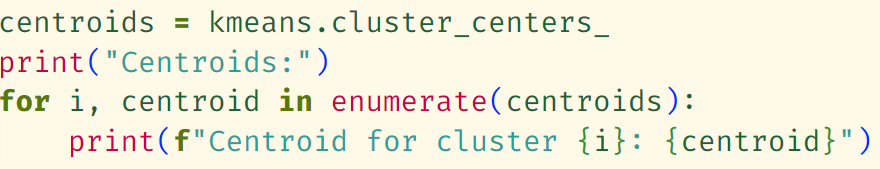 centroids = kmeans.cluster_centers_
print("Centroids:")
for i, centroid in enumerate(centroids):
    print(f"Centroid for cluster {i}: {centroid}")